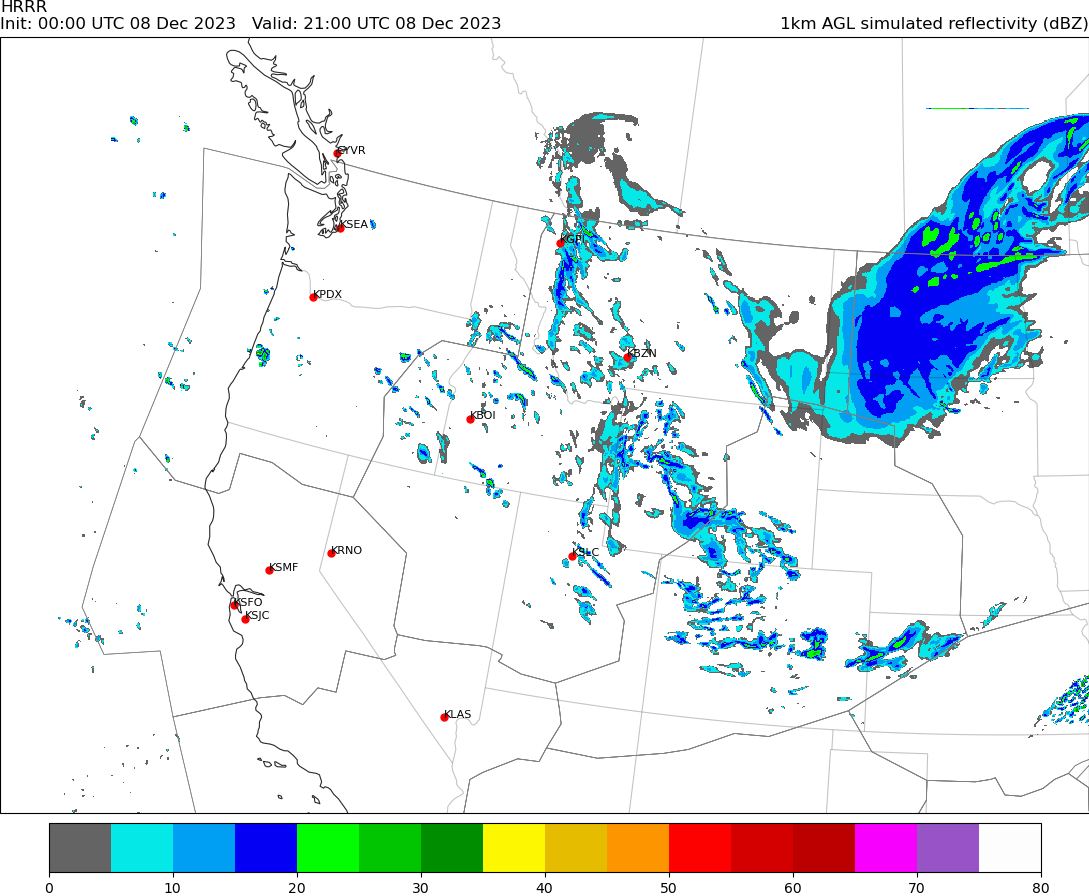 HRRR
Init: 00:00 UTC 08 Dec 2023   Valid: 21:00 UTC 08 Dec 2023   1km AGL simulated reflectivity (dBZ)
CYVR
KSEA
KGPI
KPDX
KBZN
KBOI
KRNO
KSLC
KSMF
KSFO
KSJC
KLAS
0 10 20 30 40 50 60 70 80